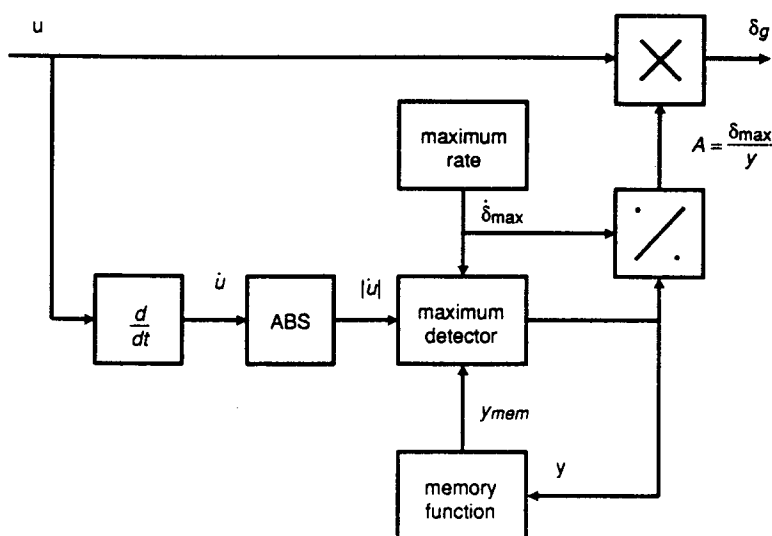 u
δg
maximum
rate
A = δmax
y
δ̇max
u̇
|u̇|
d
dt
ABS
maximum
detector
ymem
y
memory
function